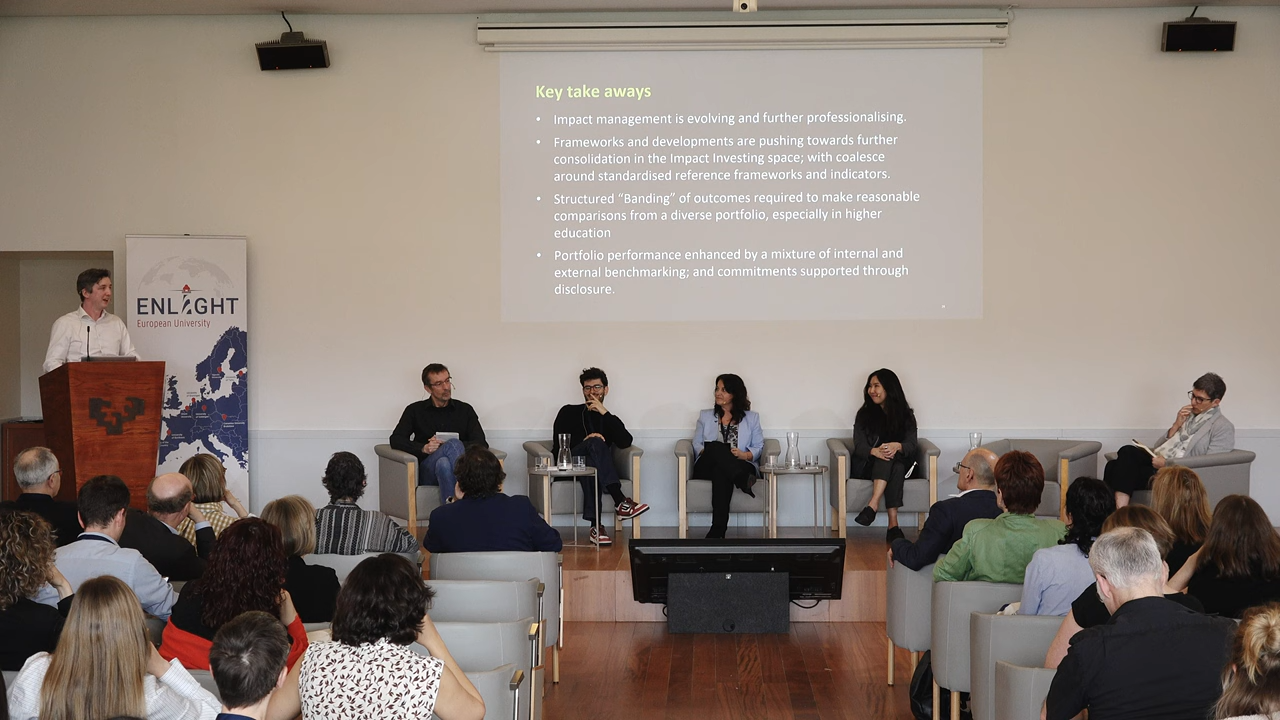 Key take aways
• Impact management is evolving and further professionalising.
• Frameworks and developments are pushing towards further
consolidation in the Impact Investing space; with coalesce
around standardised reference frameworks and indicators.
• Structured “Banding” of outcomes required to make reasonable
comparisons from a diverse portfolio, especially in higher
education
• Portfolio performance enhanced by a mixture of internal and
external benchmarking; and commitments supported through
disclosure.
ENLIGHT
European University